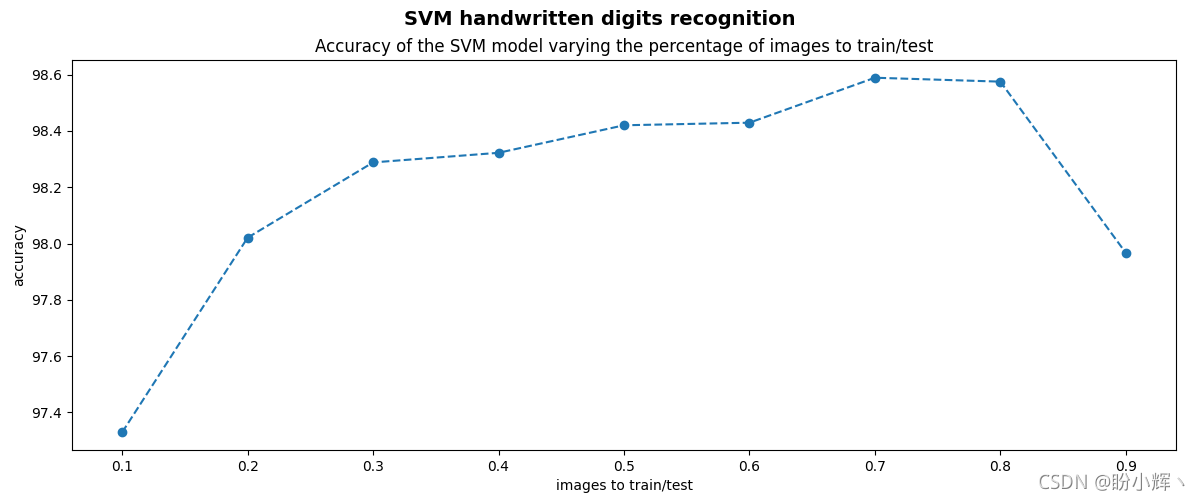 SVM handwritten digits recognition
Accuracy of the SVM model varying the percentage of images to train/test
98.6
98.4
98.2
98.0
97.8
97.6
97.4
accuracy
0.1 0.2 0.3 0.4 0.5 0.6 0.7 0.8 0.9
images to train/test
CSDN @盼小辉丶